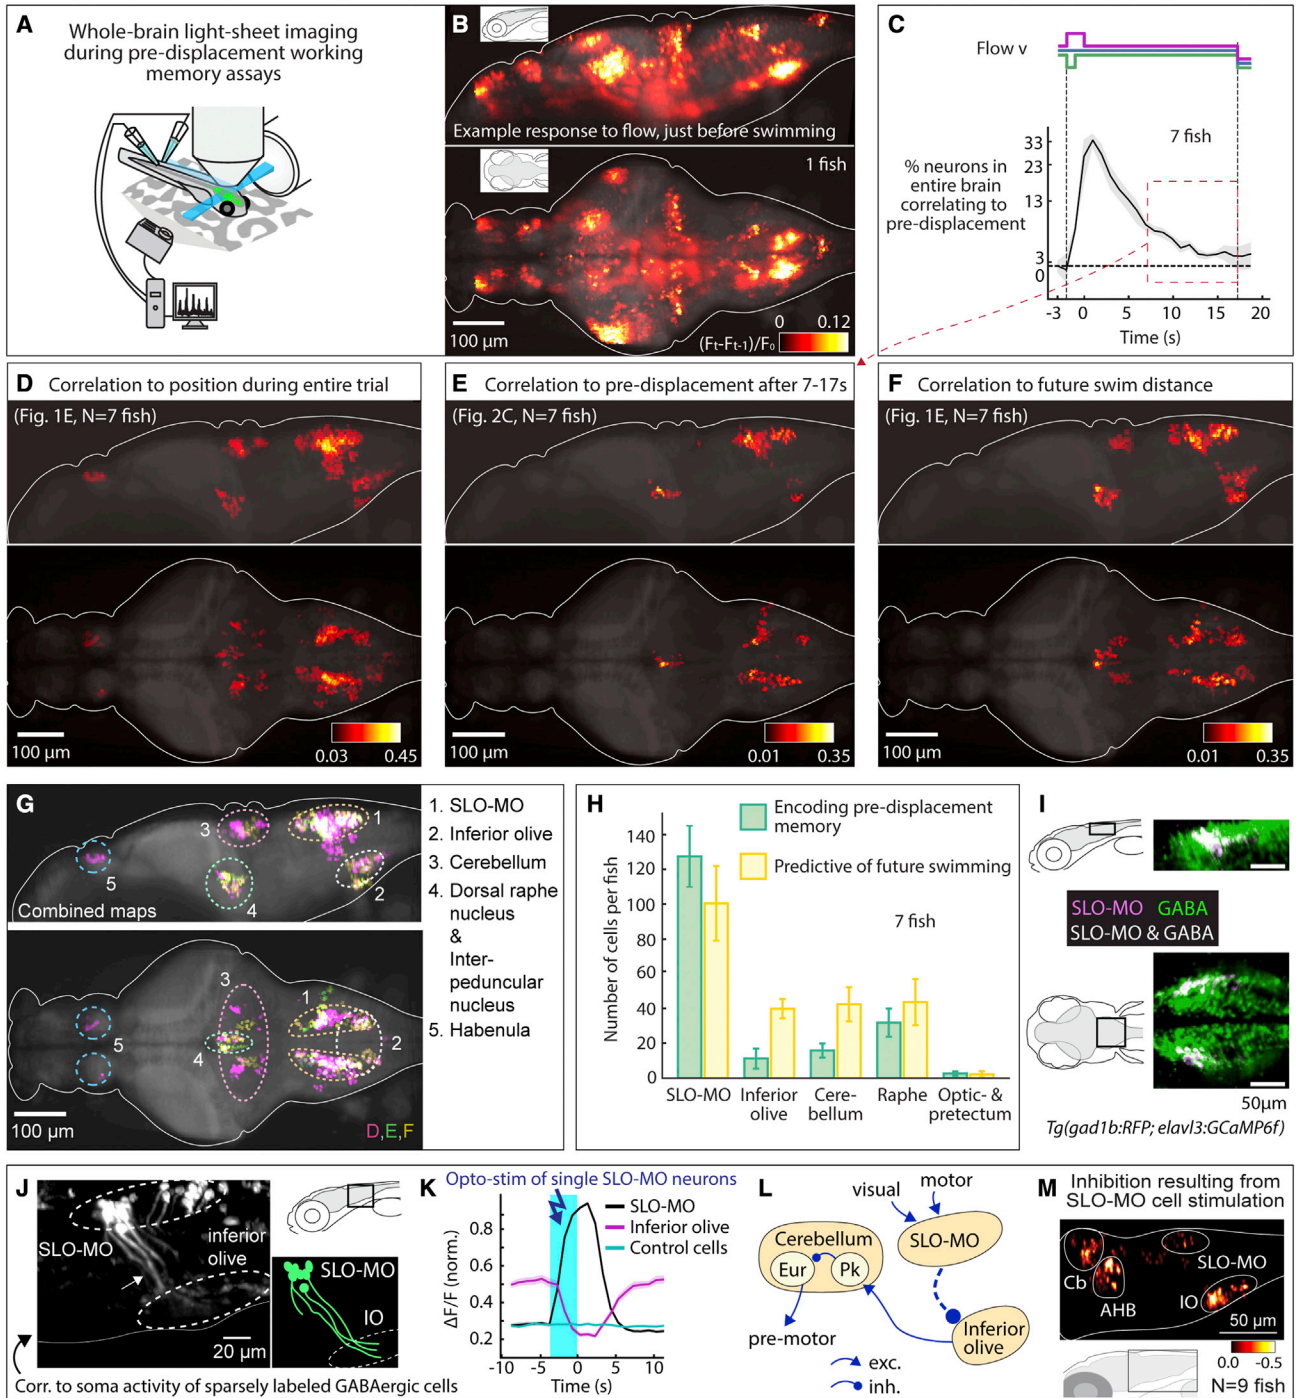 A
Whole-brain light-sheet imaging
during pre-displacement working
memory assays
B
Example response to flow, just before swimming
1 fish
100 µm
0 0.12
(Ft-Ft-1)/F0
C
Flow v
7 fish
% neurons in
entire brain
correlating to
pre-displacement
33
23
13
3
0
-3 0 5 10 15 20
Time (s)
D Correlation to position during entire trial
(Fig. 1E, N=7 fish)
100 µm
0.03 0.45
E Correlation to pre-displacement after 7-17s
(Fig. 2C, N=7 fish)
100 µm
0.01 0.35
F Correlation to future swim distance
(Fig. 1E, N=7 fish)
100 µm
0.01 0.35
G
3
1
5
4
2
Combined maps
3
1
5
4
2
100 µm
D,E,F
1. SLO-MO
2. Inferior olive
3. Cerebellum
4. Dorsal raphe
nucleus
&
Inter-
peduncular
nucleus
5. Habenula
H
Encoding pre-displacement
memory
Predictive of future swimming
7 fish
Number of cells per fish
140
120
100
80
60
40
20
0
SLO-MO Inferior olive Cere-bellum Raphe Optic- & pretectum
I
SLO-MO GABA
SLO-MO & GABA
50µm
Tg(gad1b:RFP; elavl3:GCaMP6f)
J
SLO-MO
inferior
olive
20 µm
SLO-MO
IO
Corr. to soma activity of sparsely labeled GABAergic cells
K
Opto-stim of single SLO-MO neurons
SLO-MO
Inferior olive
Control cells
ΔF/F (norm.)
0.8
0.6
0.4
0.2
-10 -5 0 5 10
Time (s)
L
visual
motor
Cerebellum
Eur
Pk
SLO-MO
pre-motor
Inferior
olive
exc.
inh.
M Inhibition resulting from
SLO-MO cell stimulation
Cb
AHB
SLO-MO
IO
50 µm
0.0 -0.5
N=9 fish